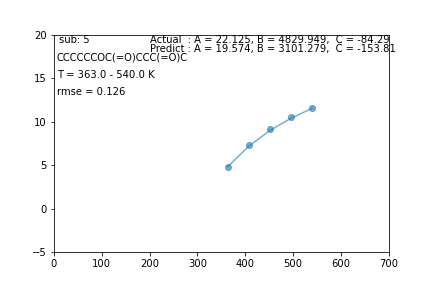 sub: 5
Actual : A = 22.125, B = 4829.949, C = -84.29
Predict : A = 19.574, B = 3101.279, C = -153.81
CCCCCCOC(=O)CCC(=O)C
T = 363.0 - 540.0 K
rmse = 0.126
20
15
10
5
0
−5
0 100 200 300 400 500 600 700